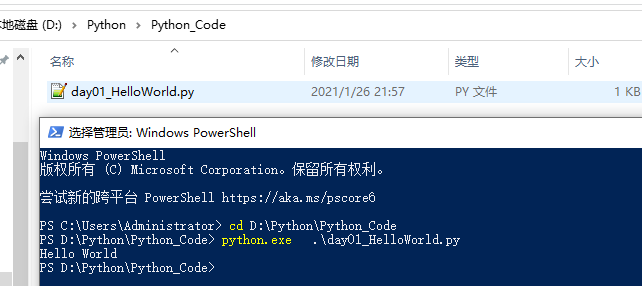 本地磁盘 (D:) > Python > Python_Code
名称 修改日期 类型 大小
day01_HelloWorld.py 2021/1/26 21:57 PY 文件 1 KB
选择管理员: Windows PowerShell
Windows PowerShell
版权所有 (C) Microsoft Corporation。保留所有权利。
尝试新的跨平台 PowerShell https://aka.ms/pscore6
PS C:\Users\Administrator> cd D:\Python\Python_Code
PS D:\Python\Python_Code> python.exe .\day01_HelloWorld.py
Hello World
PS D:\Python\Python_Code>